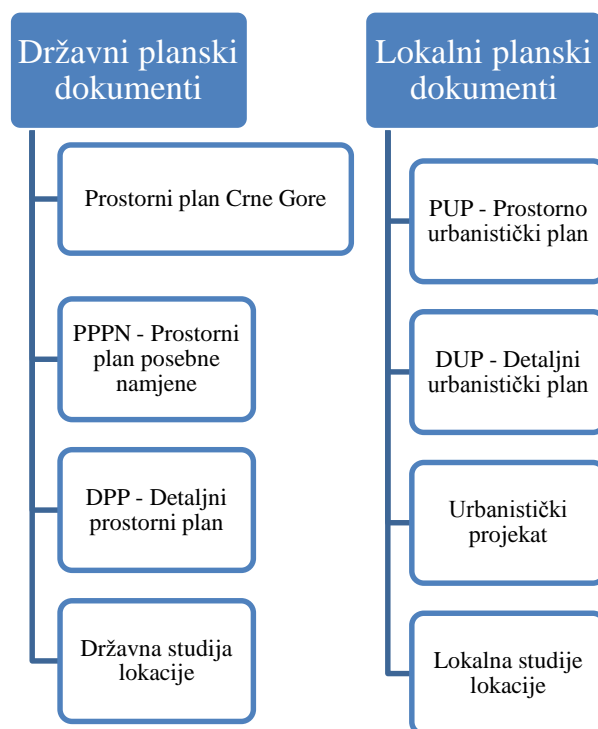 Državni planski
dokumenti
Prostorni plan Crne Gore
PPPN - Prostorni
plan posebne
namjene
DPP - Detaljni
prostorni plan
Državna studija
lokacije
Lokalni planski
dokumenti
PUP - Prostorno
urbanistički plan
DUP - Detaljni
urbanistički plan
Urbanistički
projekat
Lokalna studije
lokacije